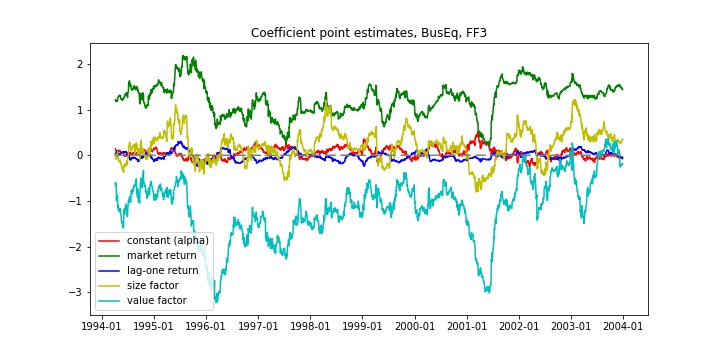 Coefficient point estimates, BusEq, FF3
2
1
0
−1
−2
−3
constant (alpha)
market return
lag-one return
size factor
value factor
1994-01 1995-01 1996-01 1997-01 1998-01 1999-01 2000-01 2001-01 2002-01 2003-01 2004-01